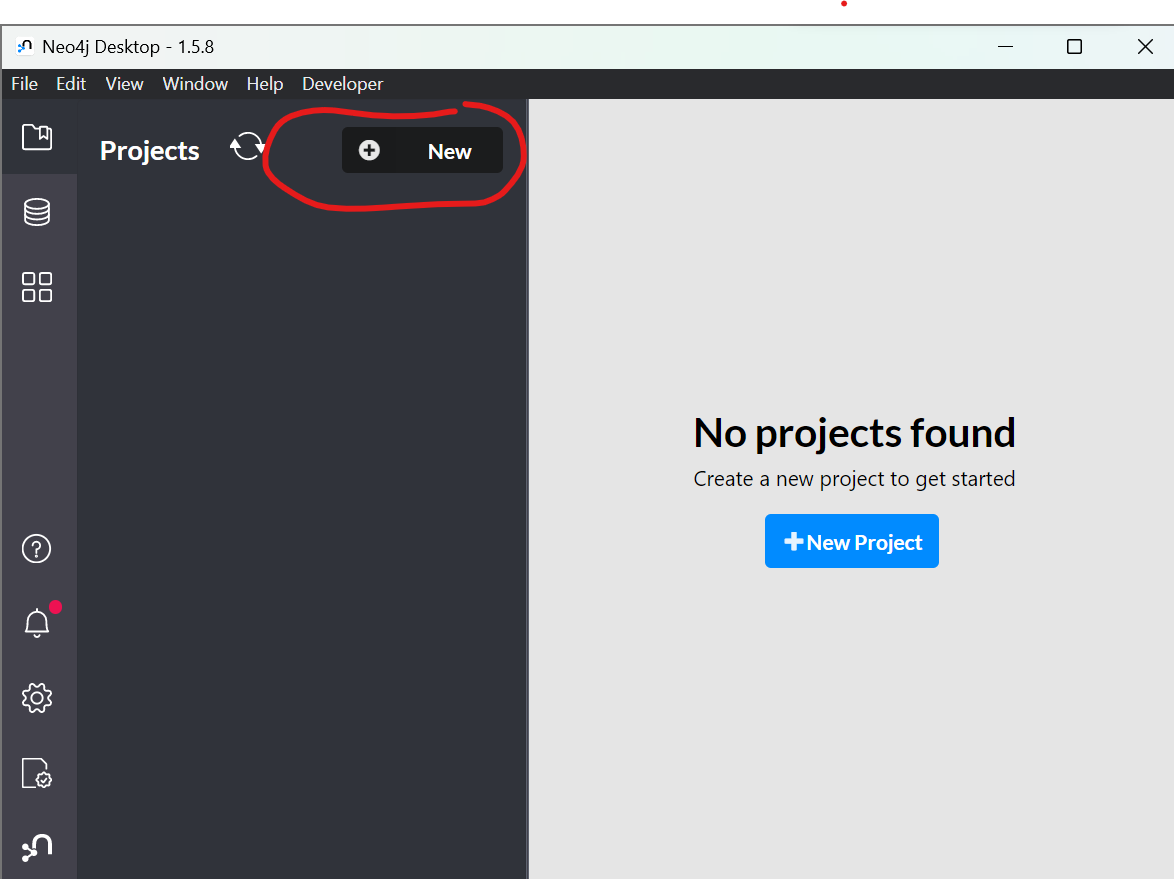 Neo4j Desktop - 1.5.8
File Edit View Window Help Developer
Projects
New
No projects found
Create a new project to get started
New Project